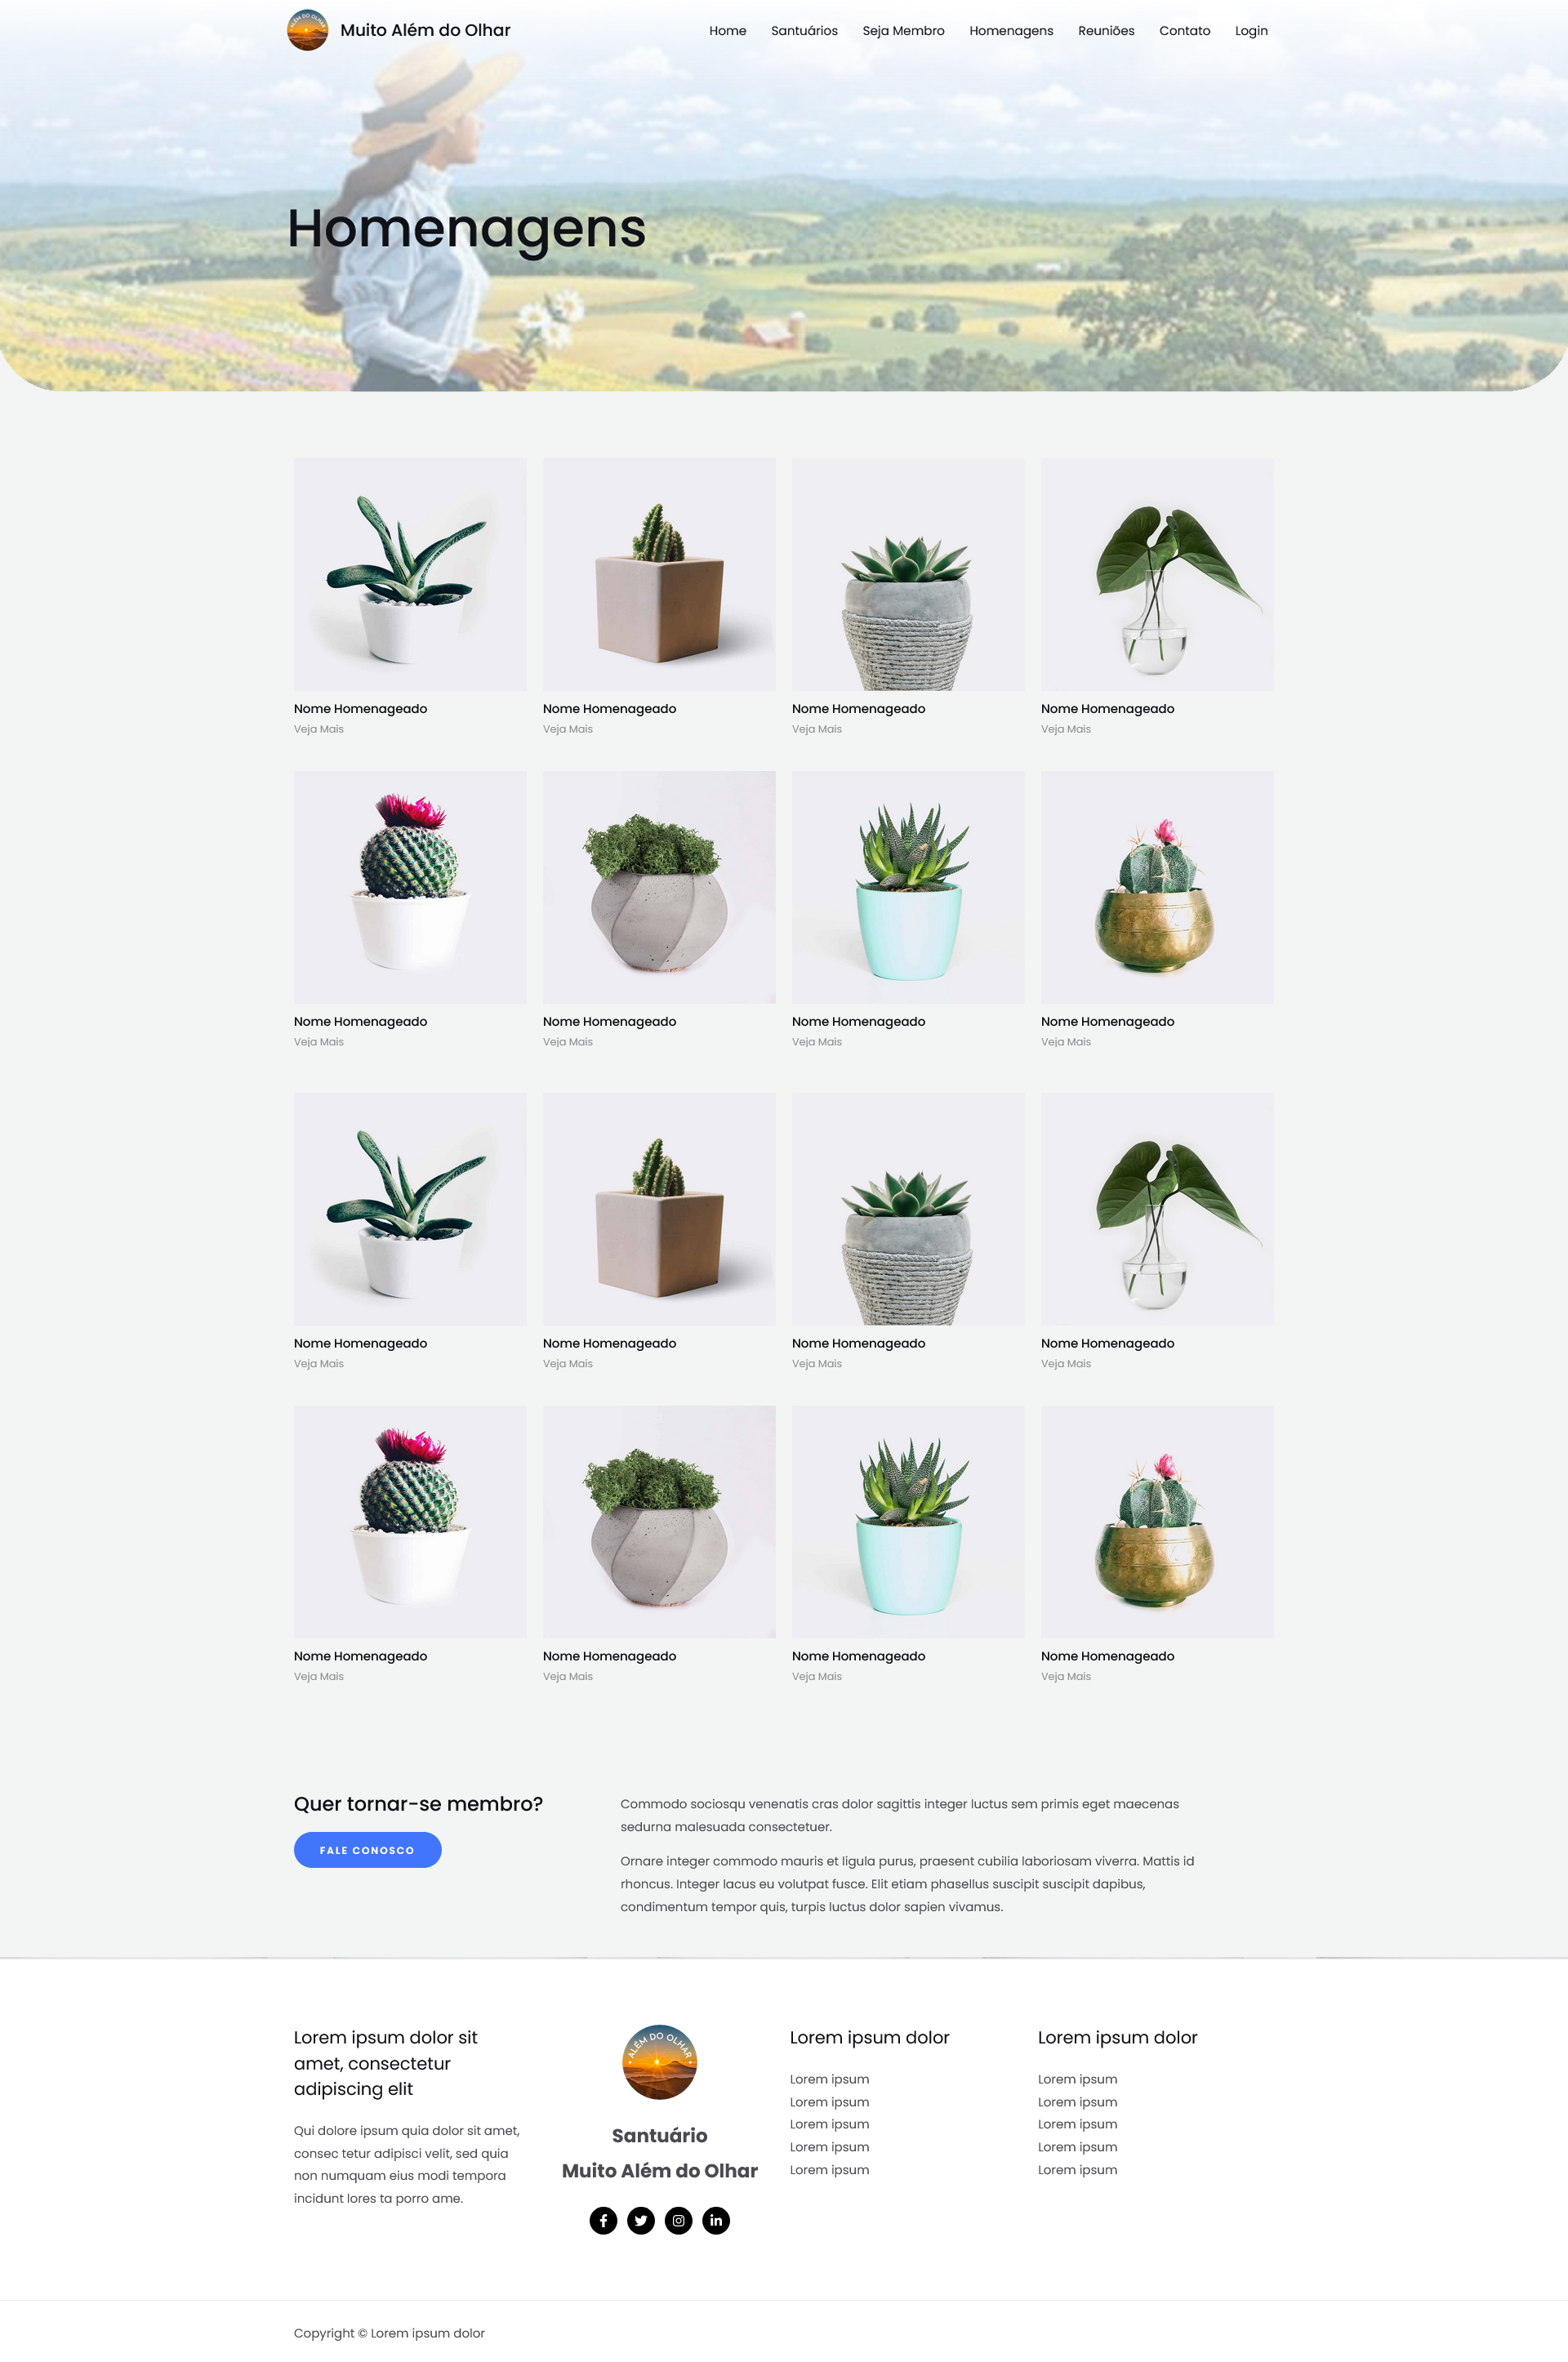 ALÉM DO OLHAR
Muito Além do Olhar
Home Santuários Seja Membro Homenagens Reuniões Contato Login
Homenagens
Nome Homenageado Nome Homenageado Nome Homenageado Nome Homenageado
Veja Mais Veja Mais Veja Mais Veja Mais
Nome Homenageado Nome Homenageado Nome Homenageado Nome Homenageado
Veja Mais Veja Mais Veja Mais Veja Mais
Nome Homenageado Nome Homenageado Nome Homenageado Nome Homenageado
Veja Mais Veja Mais Veja Mais Veja Mais
Nome Homenageado Nome Homenageado Nome Homenageado Nome Homenageado
Veja Mais Veja Mais Veja Mais Veja Mais
Quer tornar-se membro?
FALE CONOSCO
Commodo sociosqu venenatis cras dolor sagittis integer luctus sem primis eget maecenas
sedurna malesuada consectetuer.
Ornare integer commodo mauris et ligula purus, praesent cubilia laboriosam viverra. Mattis id
rhoncus. Integer lacus eu volutpat fusce. Elit etiam phasellus suscipit suscipit dapibus,
condimentum tempor quis, turpis luctus dolor sapien vivamus.
Lorem ipsum dolor sit
amet, consectetur
adipiscing elit
Qui dolore ipsum quia dolor sit amet,
consec tetur adipisci velit, sed quia
non numquam eius modi tempora
incidunt lores ta porro ame.
ALÉM DO OLHAR
Santuário
Muito Além do Olhar
Lorem ipsum dolor
Lorem ipsum
Lorem ipsum
Lorem ipsum
Lorem ipsum
Lorem ipsum
Lorem ipsum dolor
Lorem ipsum
Lorem ipsum
Lorem ipsum
Lorem ipsum
Lorem ipsum
Copyright © Lorem ipsum dolor